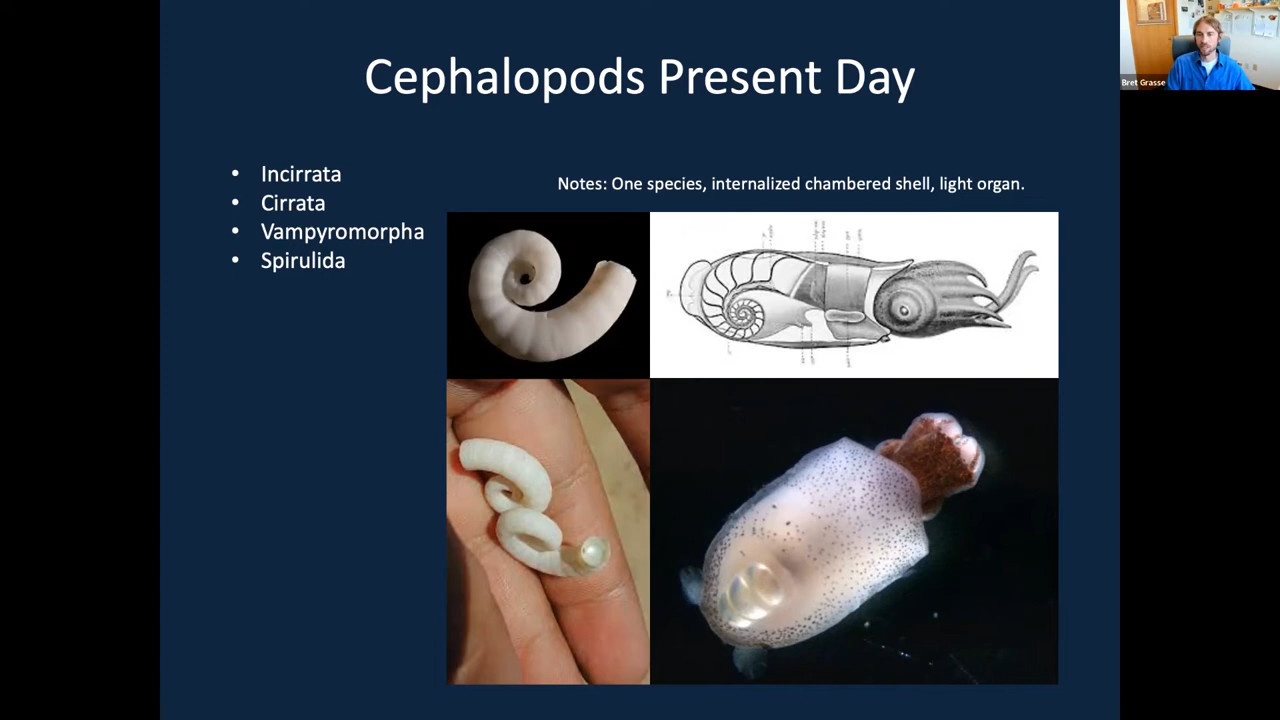 Cephalopods Present Day
• Incirrata
• Cirrata
• Vampyromorpha
• Spirulida
Notes: One species, internalized chambered shell, light organ.
Bret Grasse